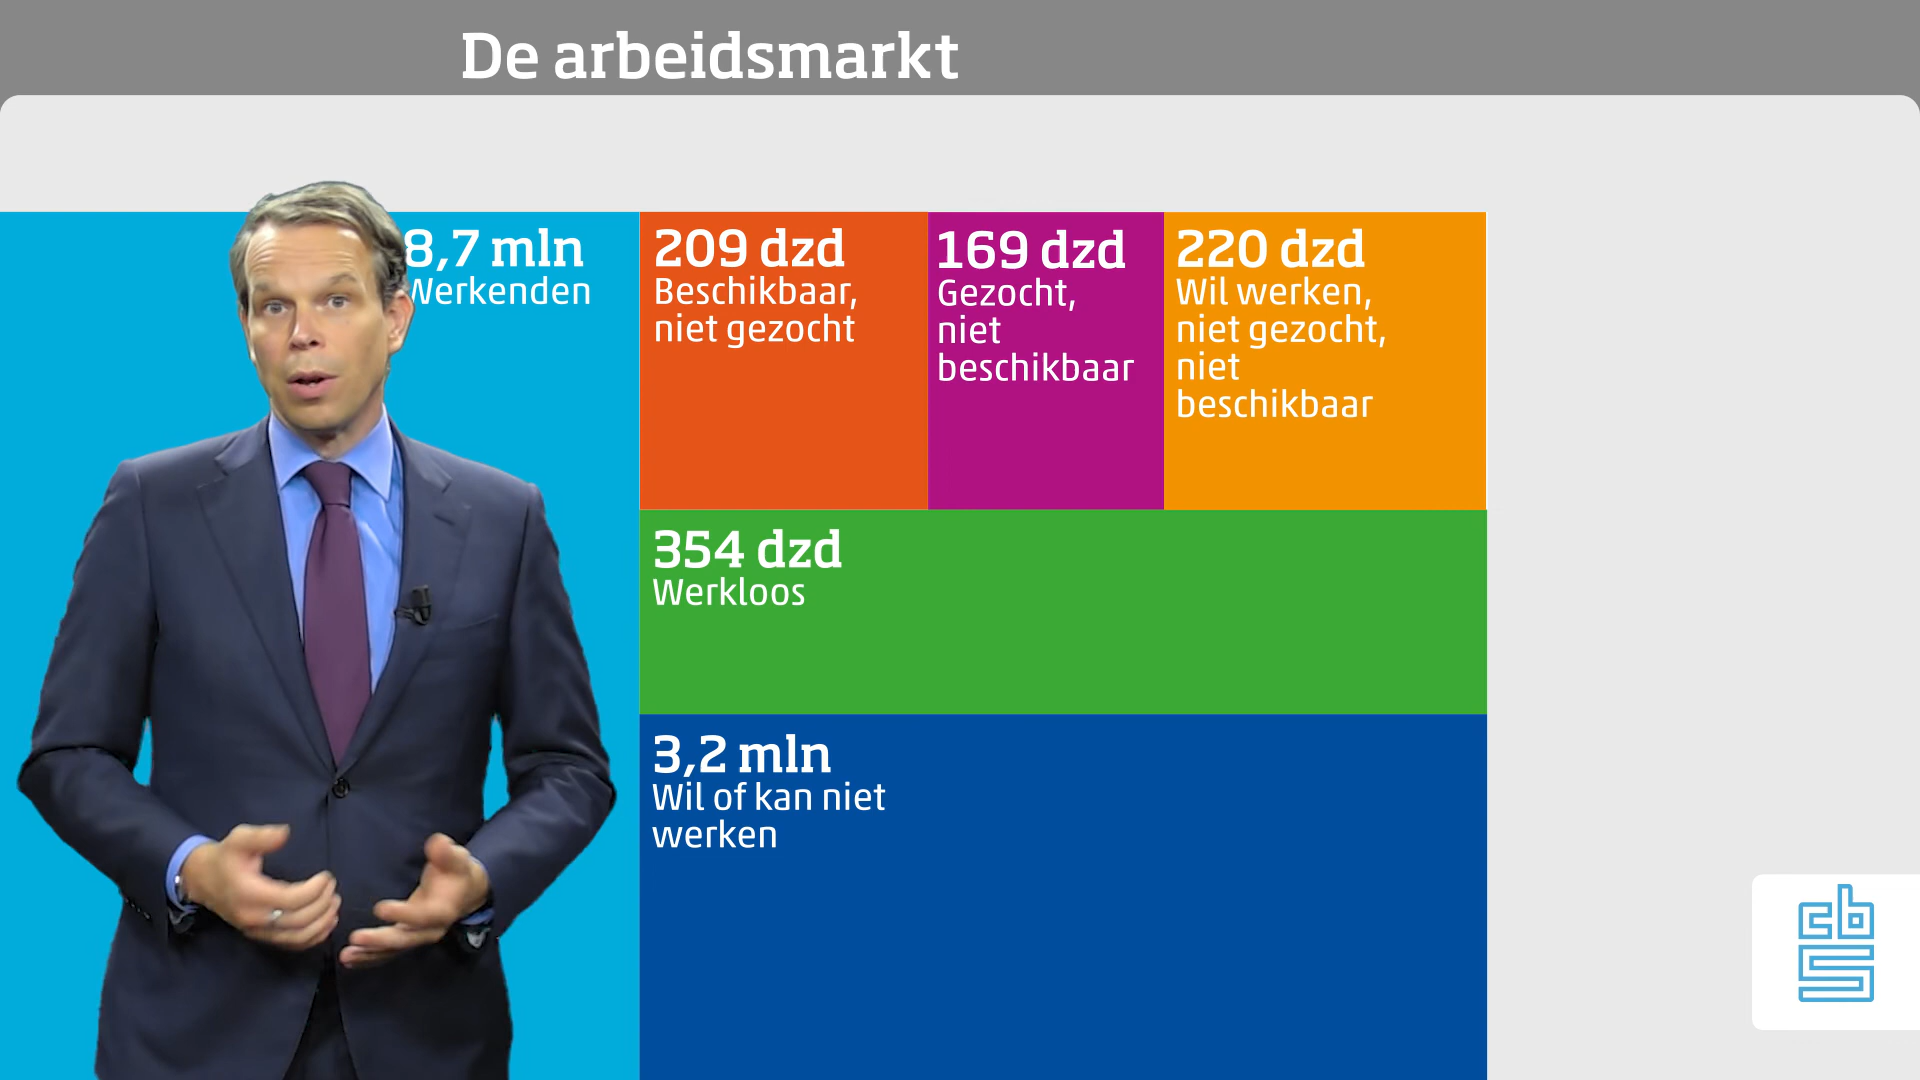 De arbeidsmarkt
8,7 mln
Werkenden
209 dzd
Beschikbaar,
niet gezocht
169 dzd
Gezocht,
niet
beschikbaar
220 dzd
Wil werken,
niet gezocht,
niet
beschikbaar
354 dzd
Werkloos
3,2 mln
Wil of kan niet
werken
cbs